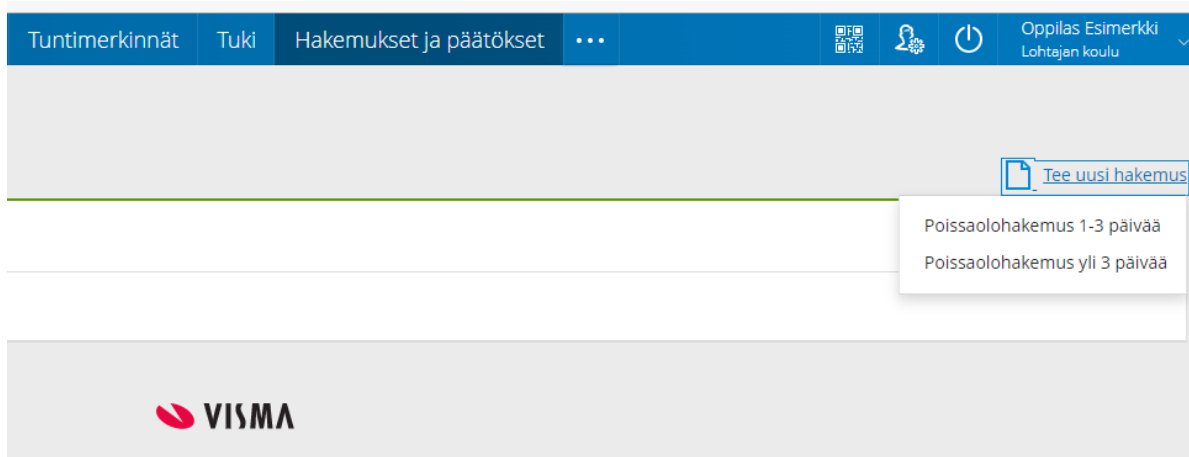 Tuntimerkinnät Tuki Hakemukset ja päätökset ... Oppilas Esimerkki
Lohtajan koulu
Tee uusi hakemus
Poissaolohakemus 1-3 päivää
Poissaolohakemus yli 3 päivää
VISMA